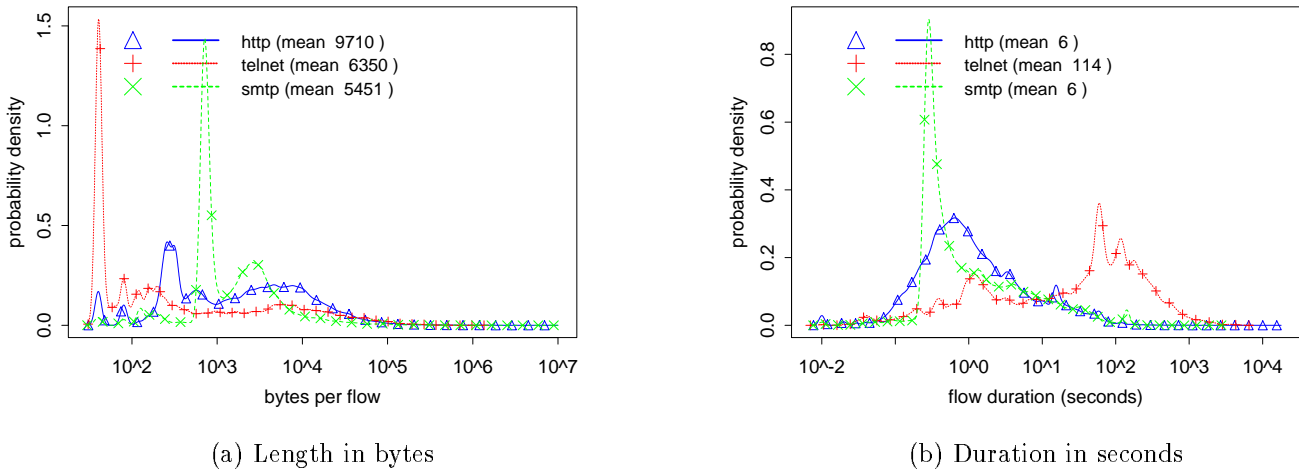 1.5
1.0
0.5
0.0
probability density
http (mean 9710 )
telnet (mean 6350 )
smtp (mean 5451 )
10^2 10^3 10^4 10^5 10^6 10^7
bytes per flow
(a) Length in bytes
0.8
0.6
0.4
0.2
0.0
probability density
http (mean 6 )
telnet (mean 114 )
smtp (mean 6 )
10^-2 10^0 10^1 10^2 10^3 10^4
flow duration (seconds)
(b) Duration in seconds